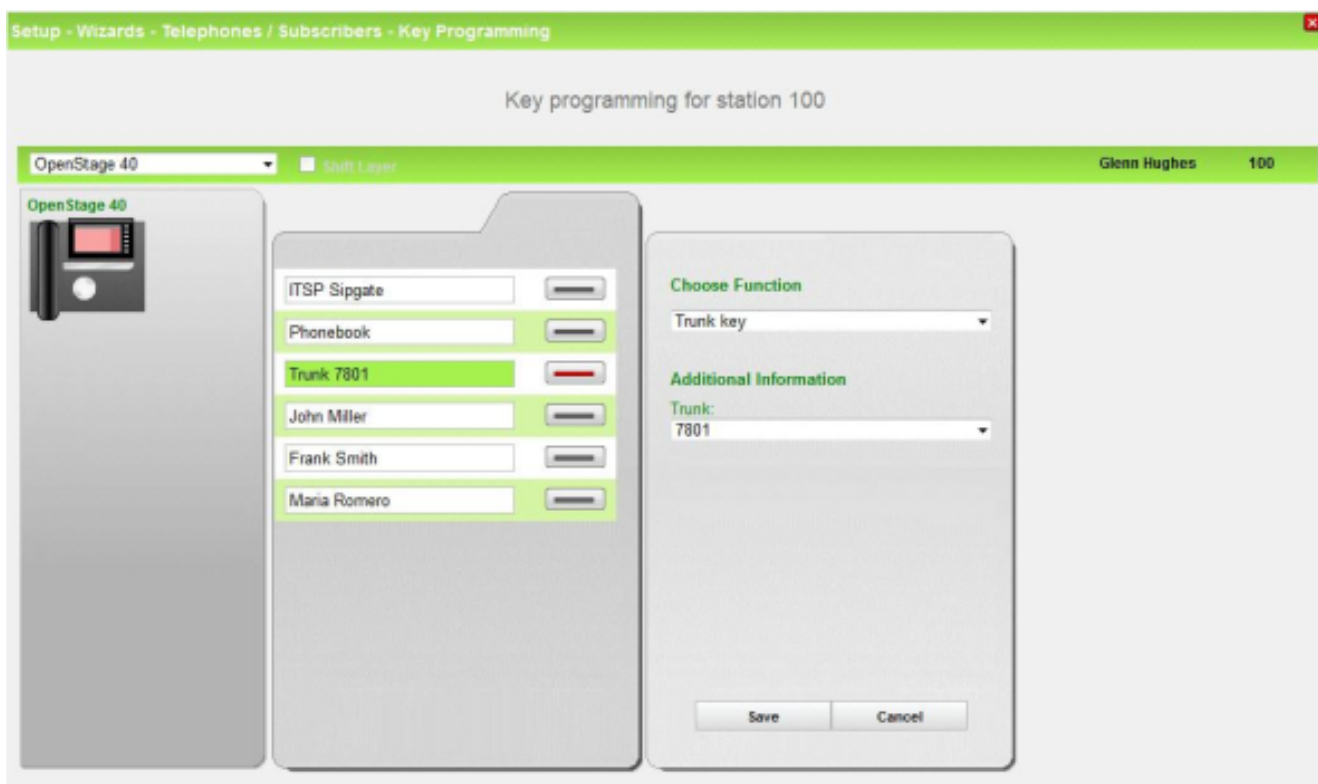 Setup - Wizards - Telephones / Subscribers - Key Programming
Key programming for station 100
OpenStage 40
Shift Layer
Glenn Hughes 100
OpenStage 40
ITSP Sipgate
Phonebook
Trunk 7801
John Miller
Frank Smith
Maria Romero
Choose Function
Trunk key
Additional Information
Trunk:
7801
Save Cancel